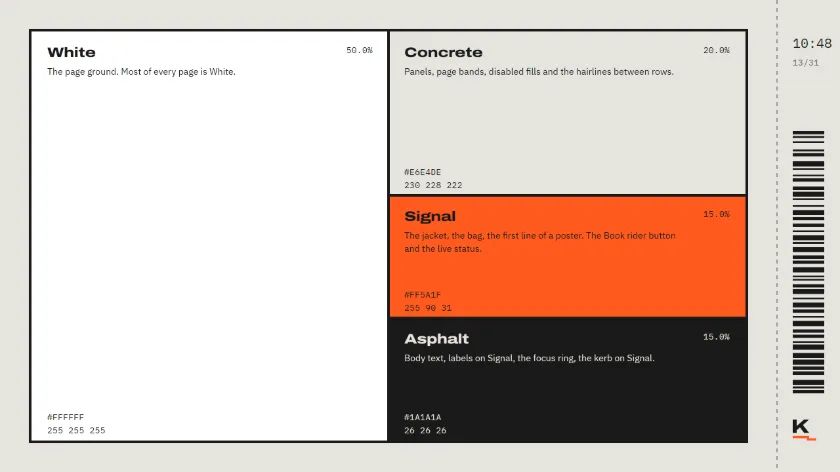 White
50.0%
The page ground. Most of every page is White.
#FFFFFF
255 255 255
Concrete
20.0%
Panels, page bands, disabled fills and the hairlines between rows.
#E6E4DE
230 228 222
Signal
15.0%
The jacket, the bag, the first line of a poster. The Book rider button
and the live status.
#FF5A1F
255 90 31
Asphalt
15.0%
Body text, labels on Signal, the focus ring, the kerb on Signal.
#1A1A1A
26 26 26
10:48
13/31
K